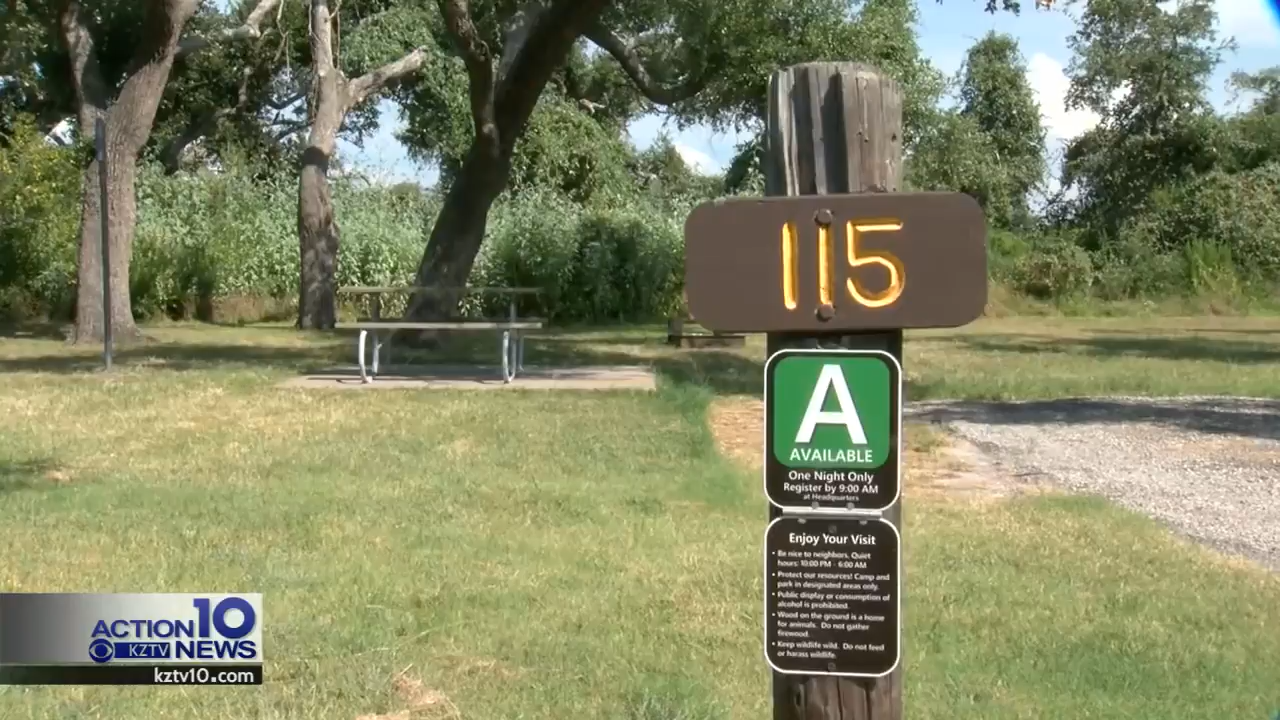 115
A
AVAILABLE
One Night Only
Register by 9:00 AM
at Headquarters
Enjoy Your Visit
• Be nice to neighbors. Quiet
hours: 10:00 PM - 6:00 AM
• Protect our resources! Camp and
park in designated areas only.
• Public display or consumption of
alcohol is prohibited.
• Wood on the ground is a home
for animals. Do not gather
firewood.
• Keep wildlife wild. Do not feed
or harass wildlife.
ACTION 10
KZTV NEWS
kztv10.com